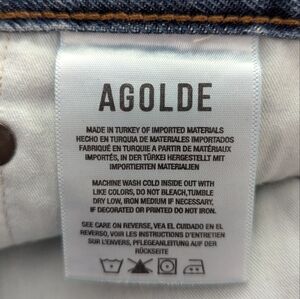 AGOLDE
MADE IN TURKEY OF IMPORTED MATERIALS
HECHO EN TURQUIA DE MATERIALES IMPORTADOS
FABRIQUÉ EN TURQUIE A PARTIR DE MATÉRIAUX
IMPORTÉS, IN DER TÜRKEI HERGESTELLT MIT
IMPORTIERTEN MATERIALIEN
MACHINE WASH COLD INSIDE OUT WITH
LIKE COLORS, DO NOT BLEACH, TUMBLE
DRY LOW, IRON MEDIUM IF NECESSARY,
IF DECORATED OR PRINTED DO NOT IRON.
SEE CARE ON REVERSE, VEA EL CUIDADO EN EL
REVERSO, VOIR LES INSTRUCTIONS D'ENTRETIEN
SUR L'ENVERS, PFLEGEANLEITUNG AUF DER
RÜCKSEITE